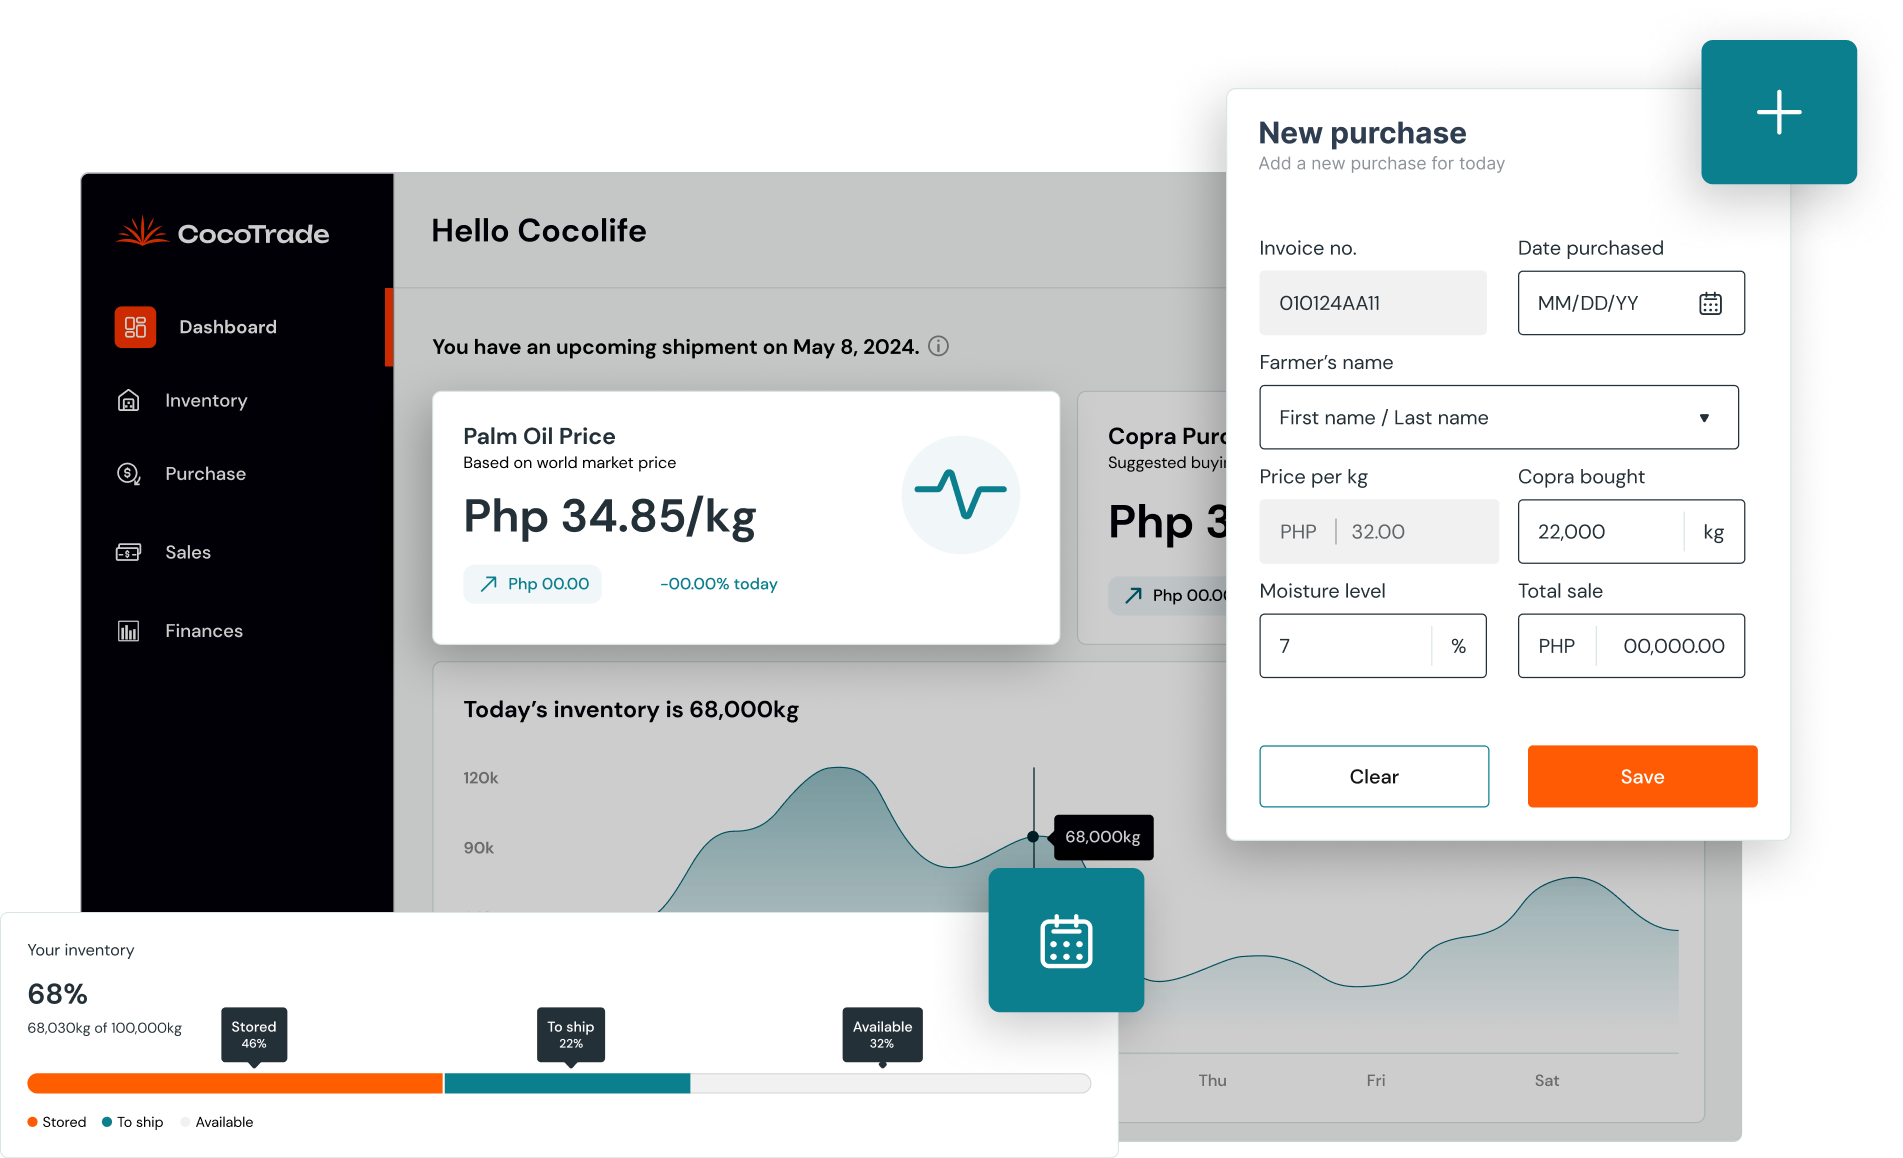 CocoTrade
Dashboard
Inventory
Purchase
Sales
Finances
Hello Cocolife
You have an upcoming shipment on May 8, 2024.
Palm Oil Price
Based on world market price
Php 34.85/kg
Php 00.00
-00.00% today
Copra Purc
Suggested buyi
Php 3
Php 00.0
Today’s inventory is 68,000kg
120k
90k
68,000kg
Thu
Fri
Sat
New purchase
Add a new purchase for today
Invoice no.
Date purchased
010124AA11
MM/DD/YY
Farmer’s name
First name / Last name
Price per kg
Copra bought
PHP 32.00
22,000 kg
Moisture level
Total sale
7 %
PHP 00,000.00
Clear
Save
Your inventory
68%
68,030kg of 100,000kg
Stored
46%
To ship
22%
Available
32%
Stored
To ship
Available